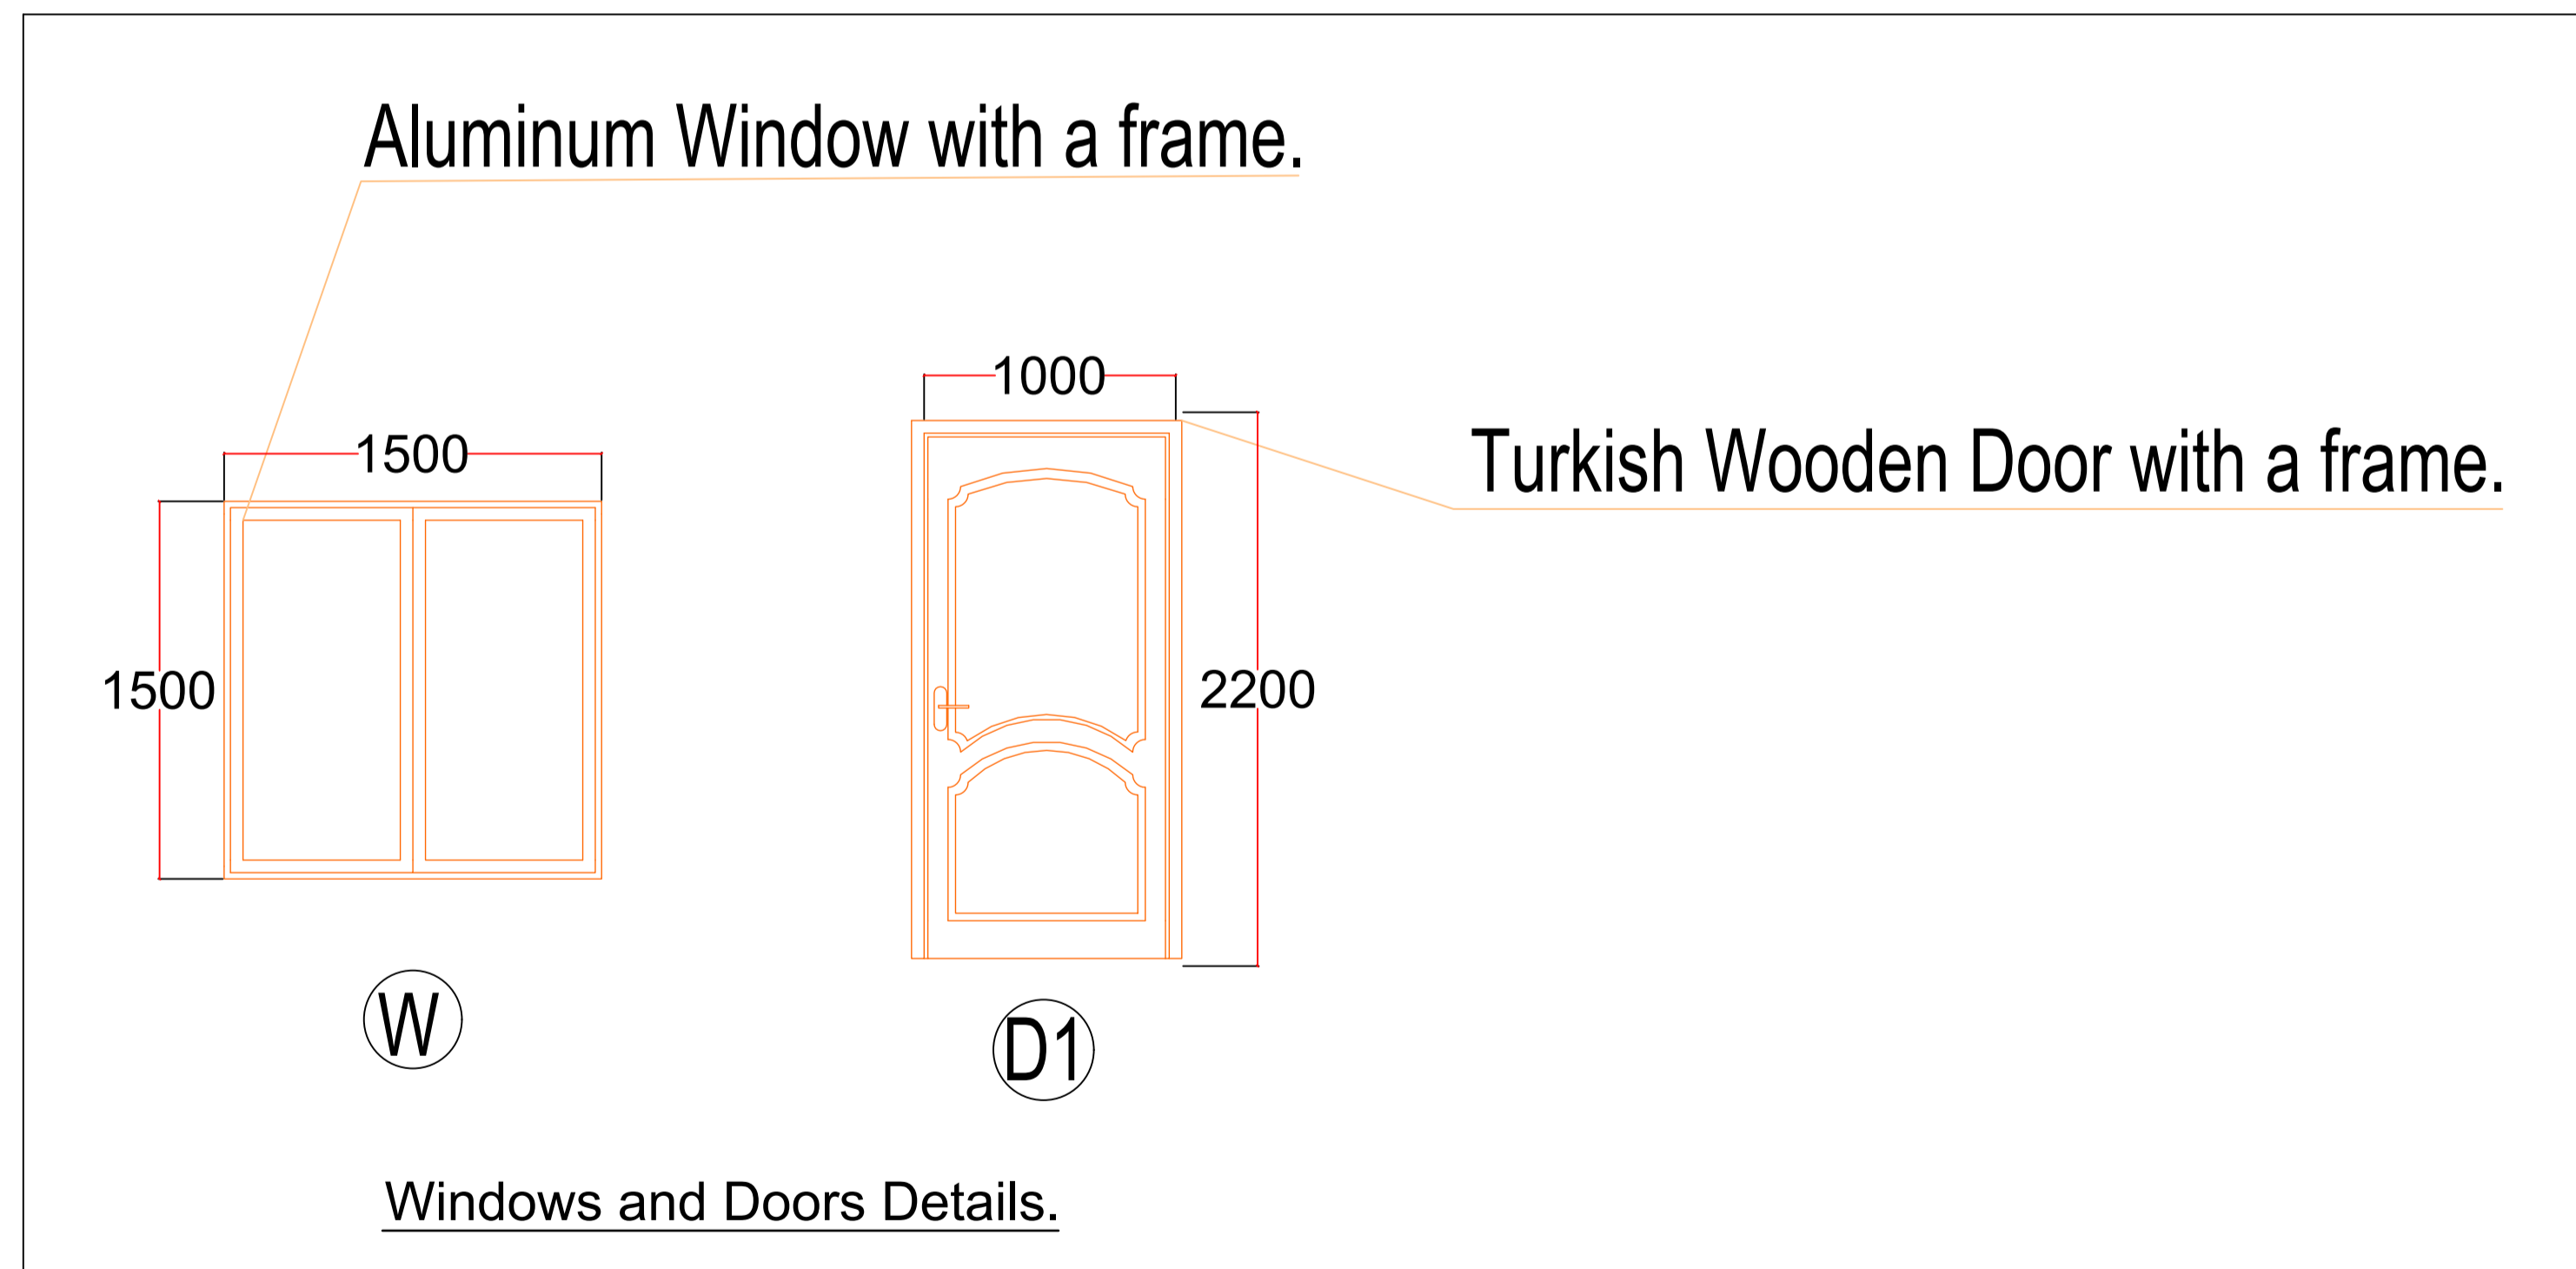 Aluminum Window with a frame.
1000
1500
Turkish Wooden Door with a frame.
1500
2200
W
D1
Windows and Doors Details.